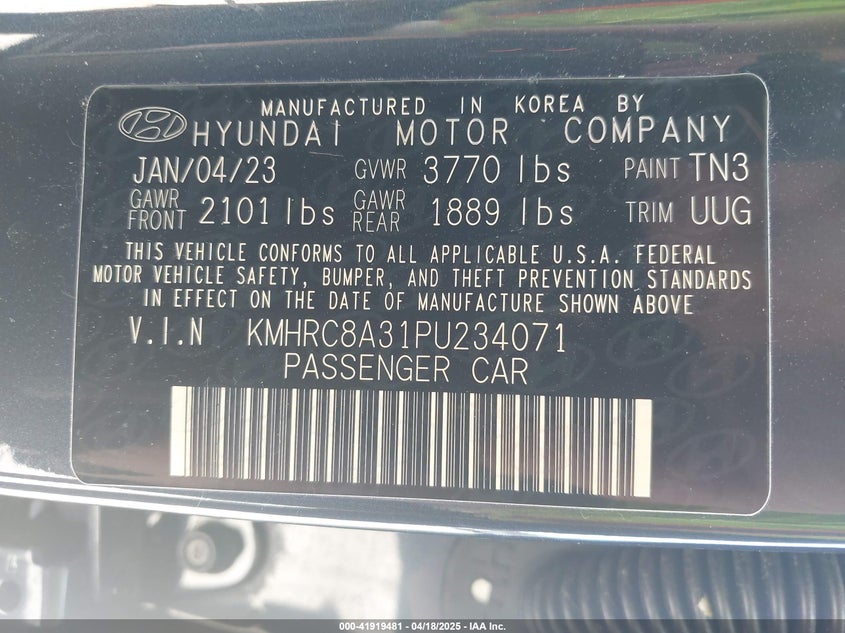 MANUFACTURED IN KOREA BY
HYUNDAI MOTOR COMPANY
JAN/04/23 GVWR 3770 lbs PAINT TN3
GAWR FRONT 2101 lbs GAWR REAR 1889 lbs TRIM UUG
THIS VEHICLE CONFORMS TO ALL APPLICABLE U.S.A. FEDERAL
MOTOR VEHICLE SAFETY, BUMPER, AND THEFT PREVENTION STANDARDS
IN EFFECT ON THE DATE OF MANUFACTURE SHOWN ABOVE
V.I.N KMHRC8A31PU234071
PASSENGER CAR
000-41919481 - 04/18/2025 - IAA Inc.